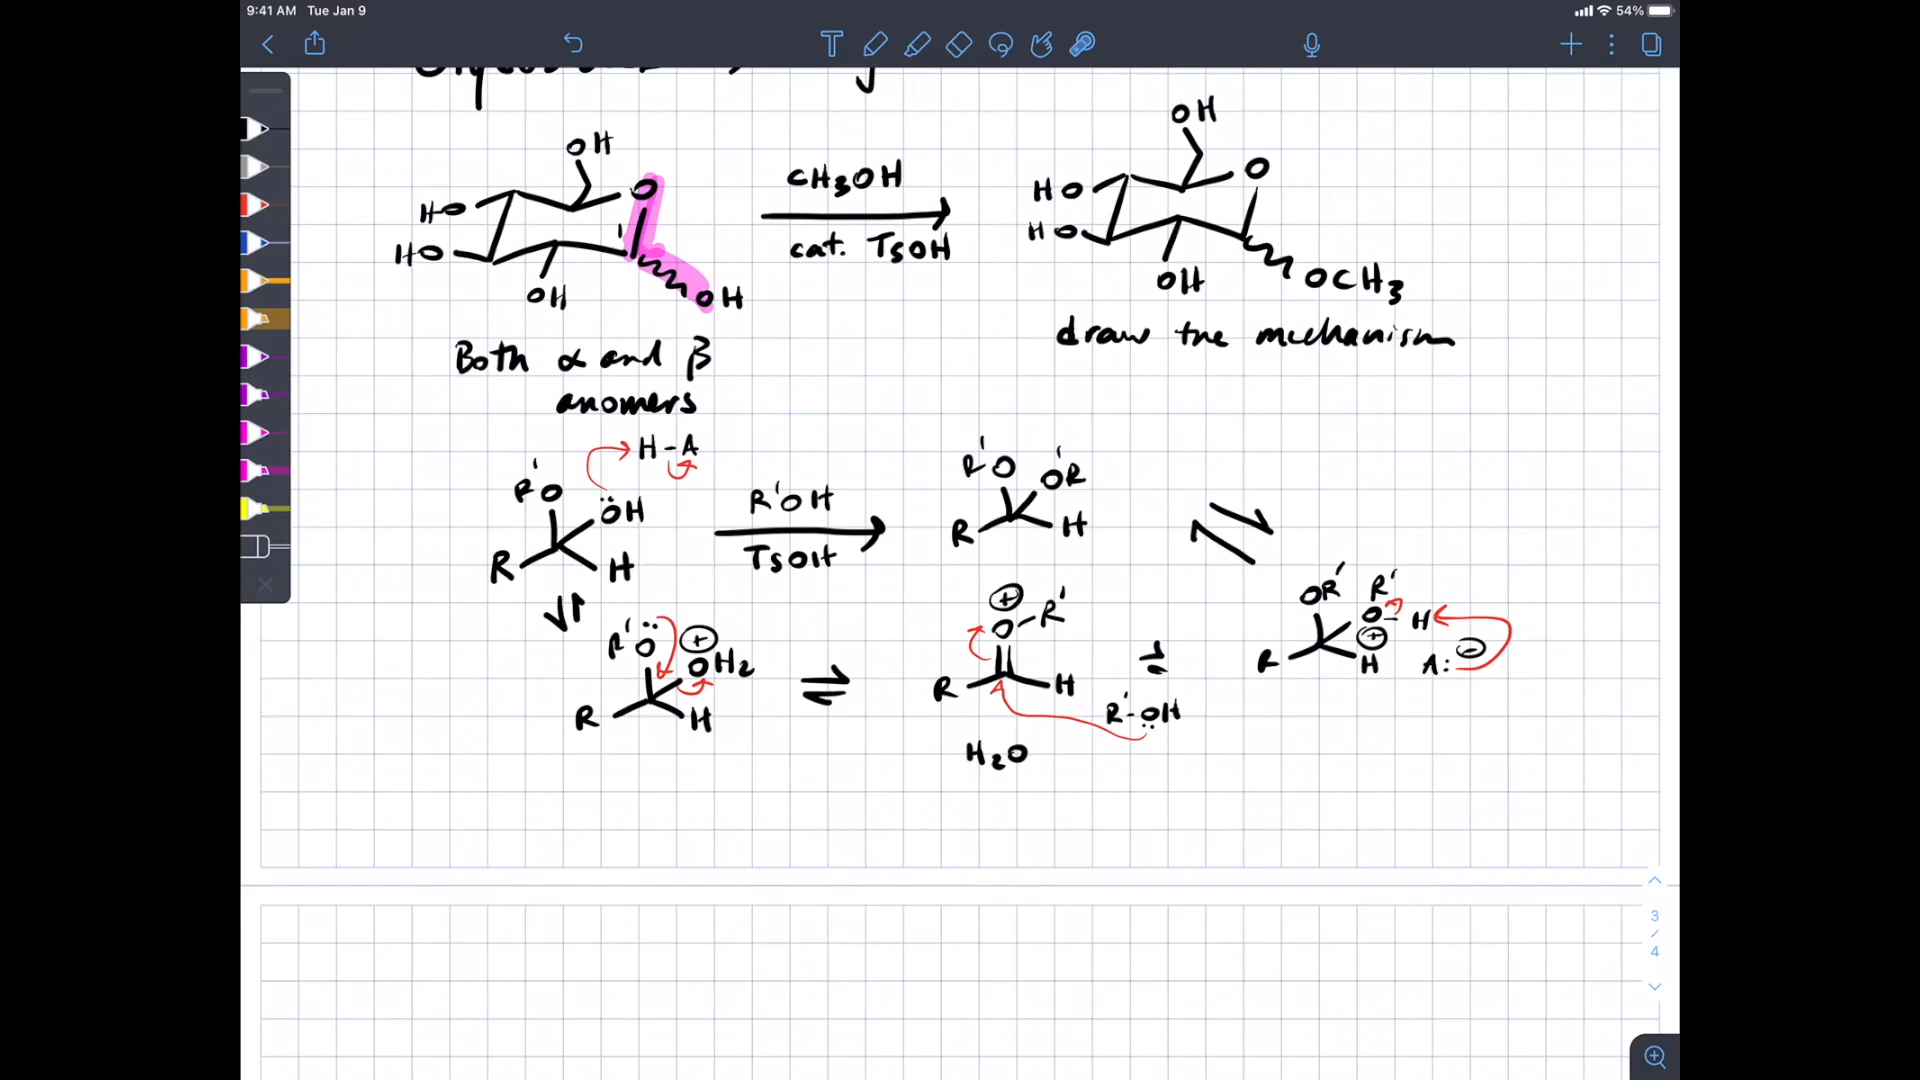 9:41 AM Tue Jan 9
54%
OH
O
HO
HO
1
OH
OH
CH3OH
cat. TsOH
OH
HO
O
HO
OH
OCH3
draw the mechanism
Both α and β
anomers
H-A
R'O
ÖH
R
H
R'OH
TsOH
R'O
OR'
R
H
R'O
⊕
OH2
R
H
⊕
O-R'
R
H
R'-OH
H2O
OR'
R'
O-H
⊕
R
H
A:⊖
3
/
4